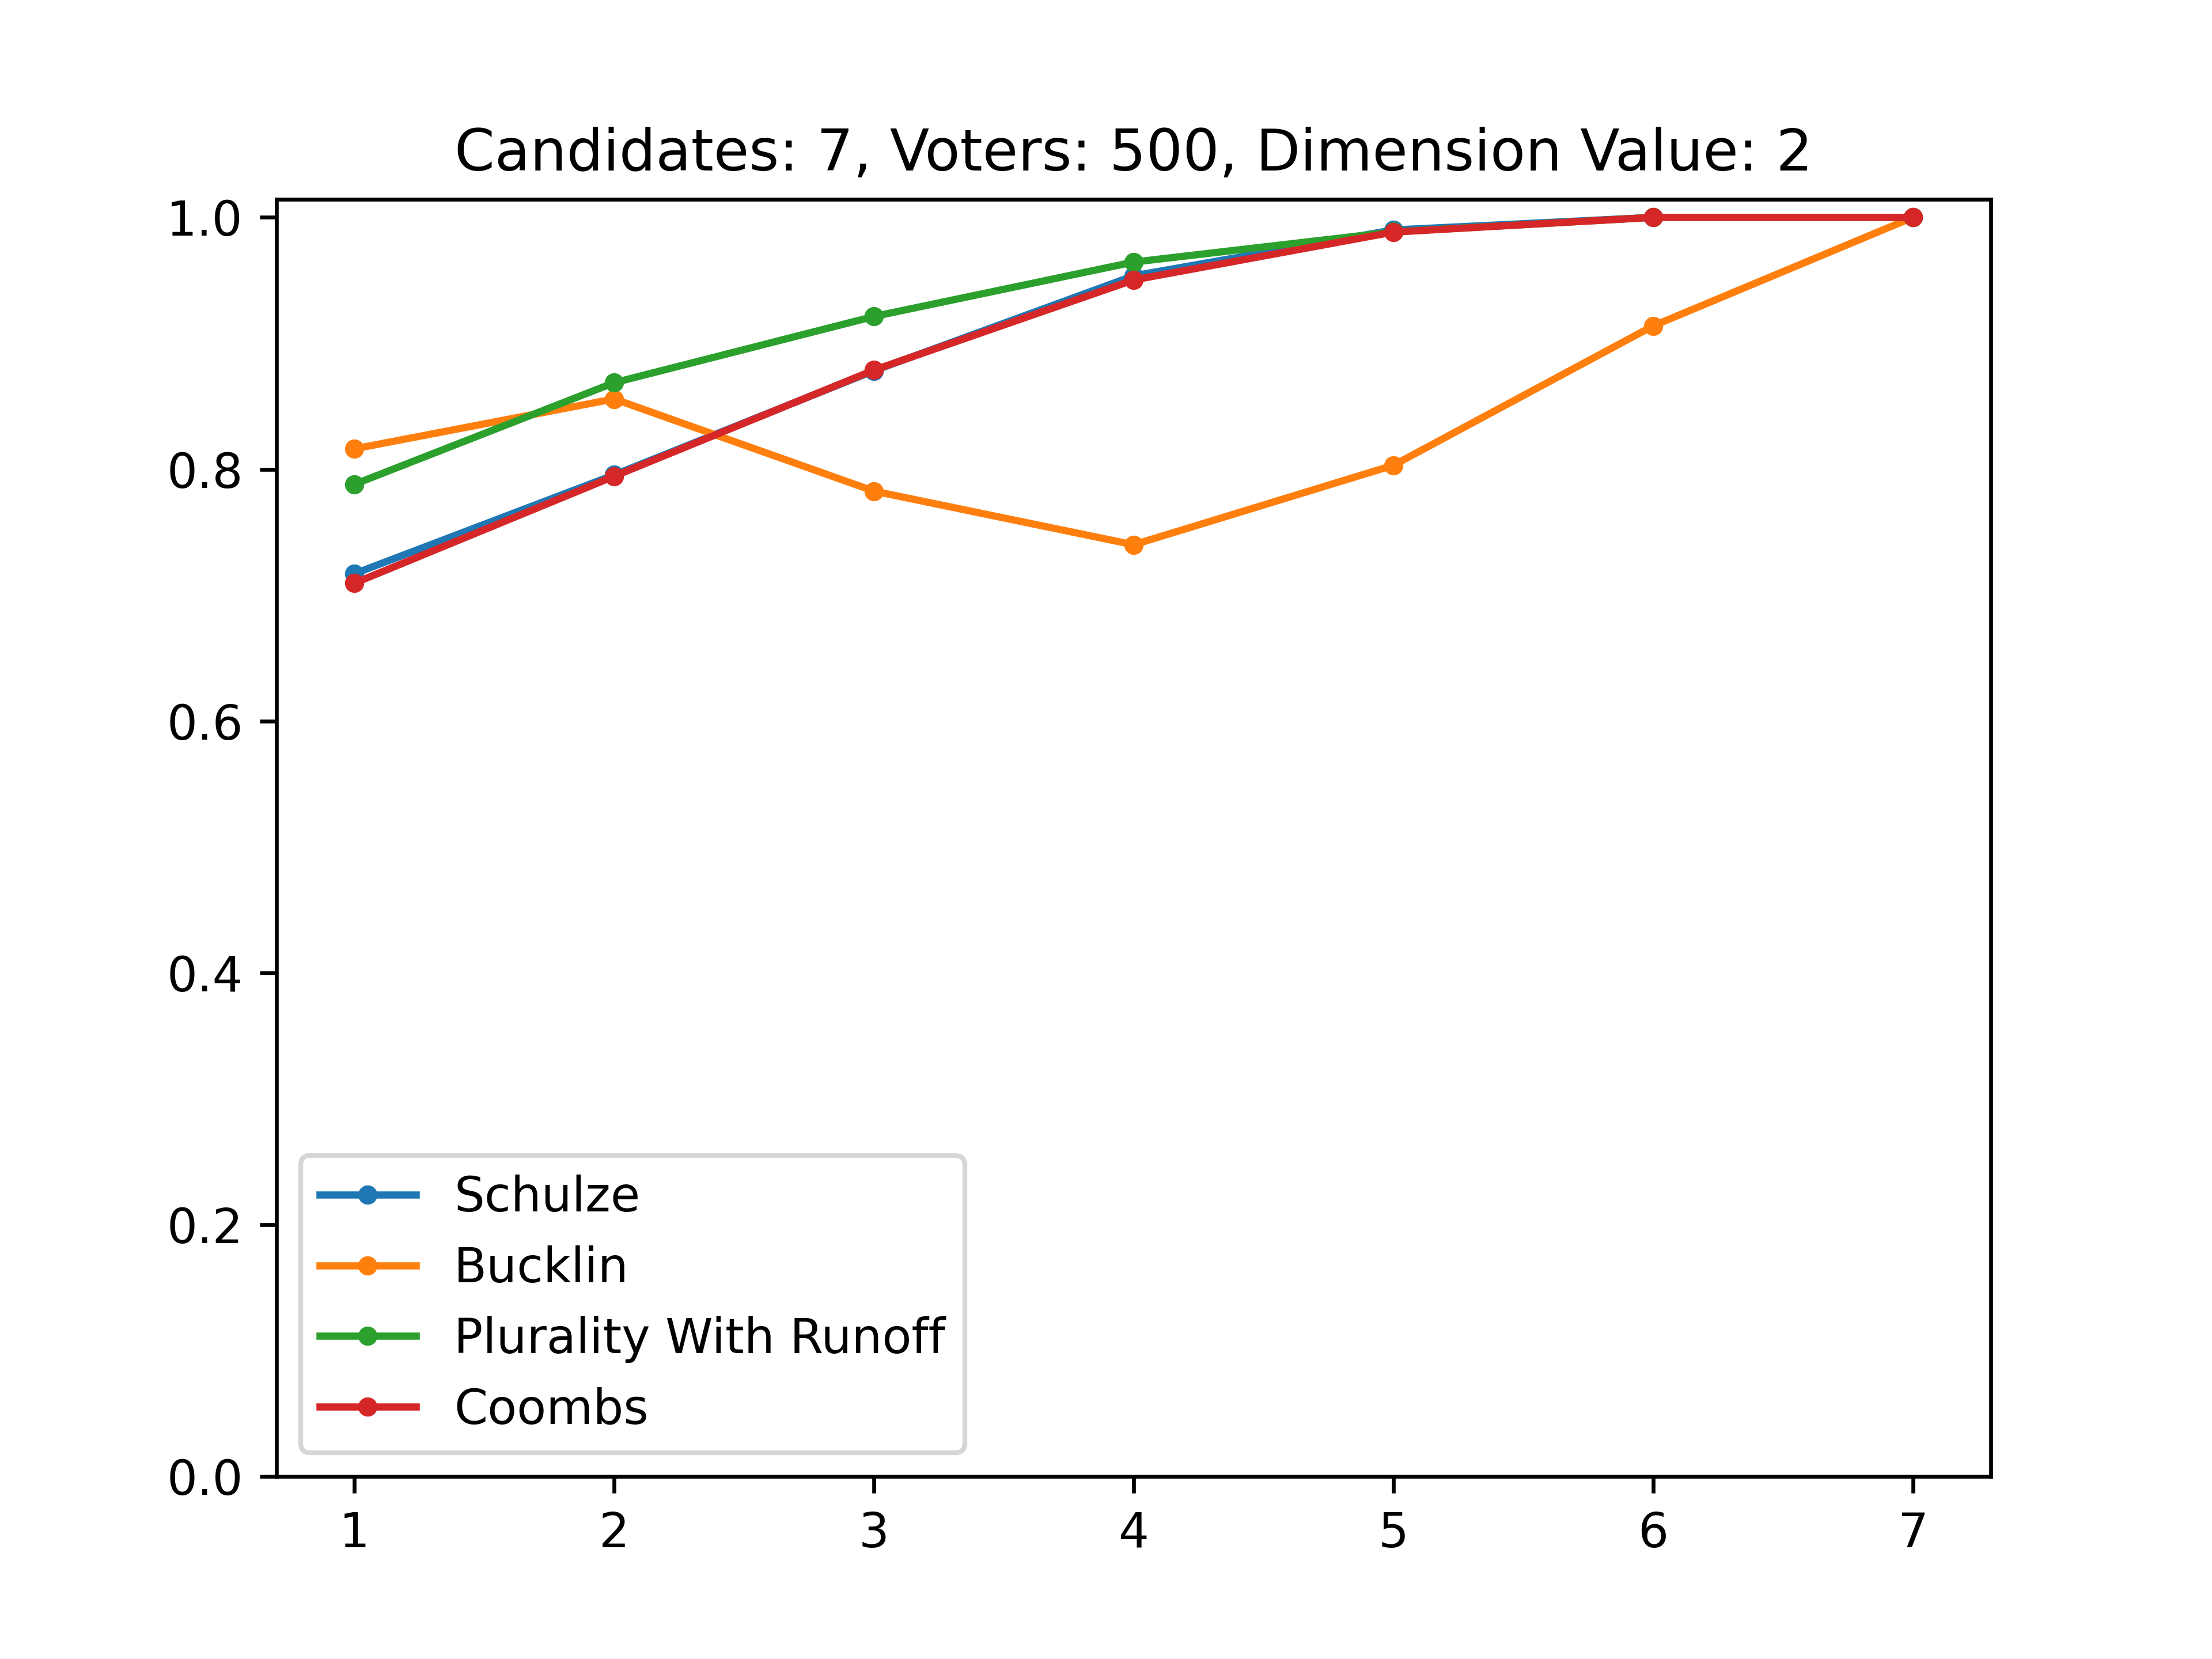 Candidates: 7, Voters: 500, Dimension Value: 2
1.0
0.8
0.6
0.4
0.2
0.0
Schulze
Bucklin
Plurality With Runoff
Coombs
1 2 3 4 5 6 7